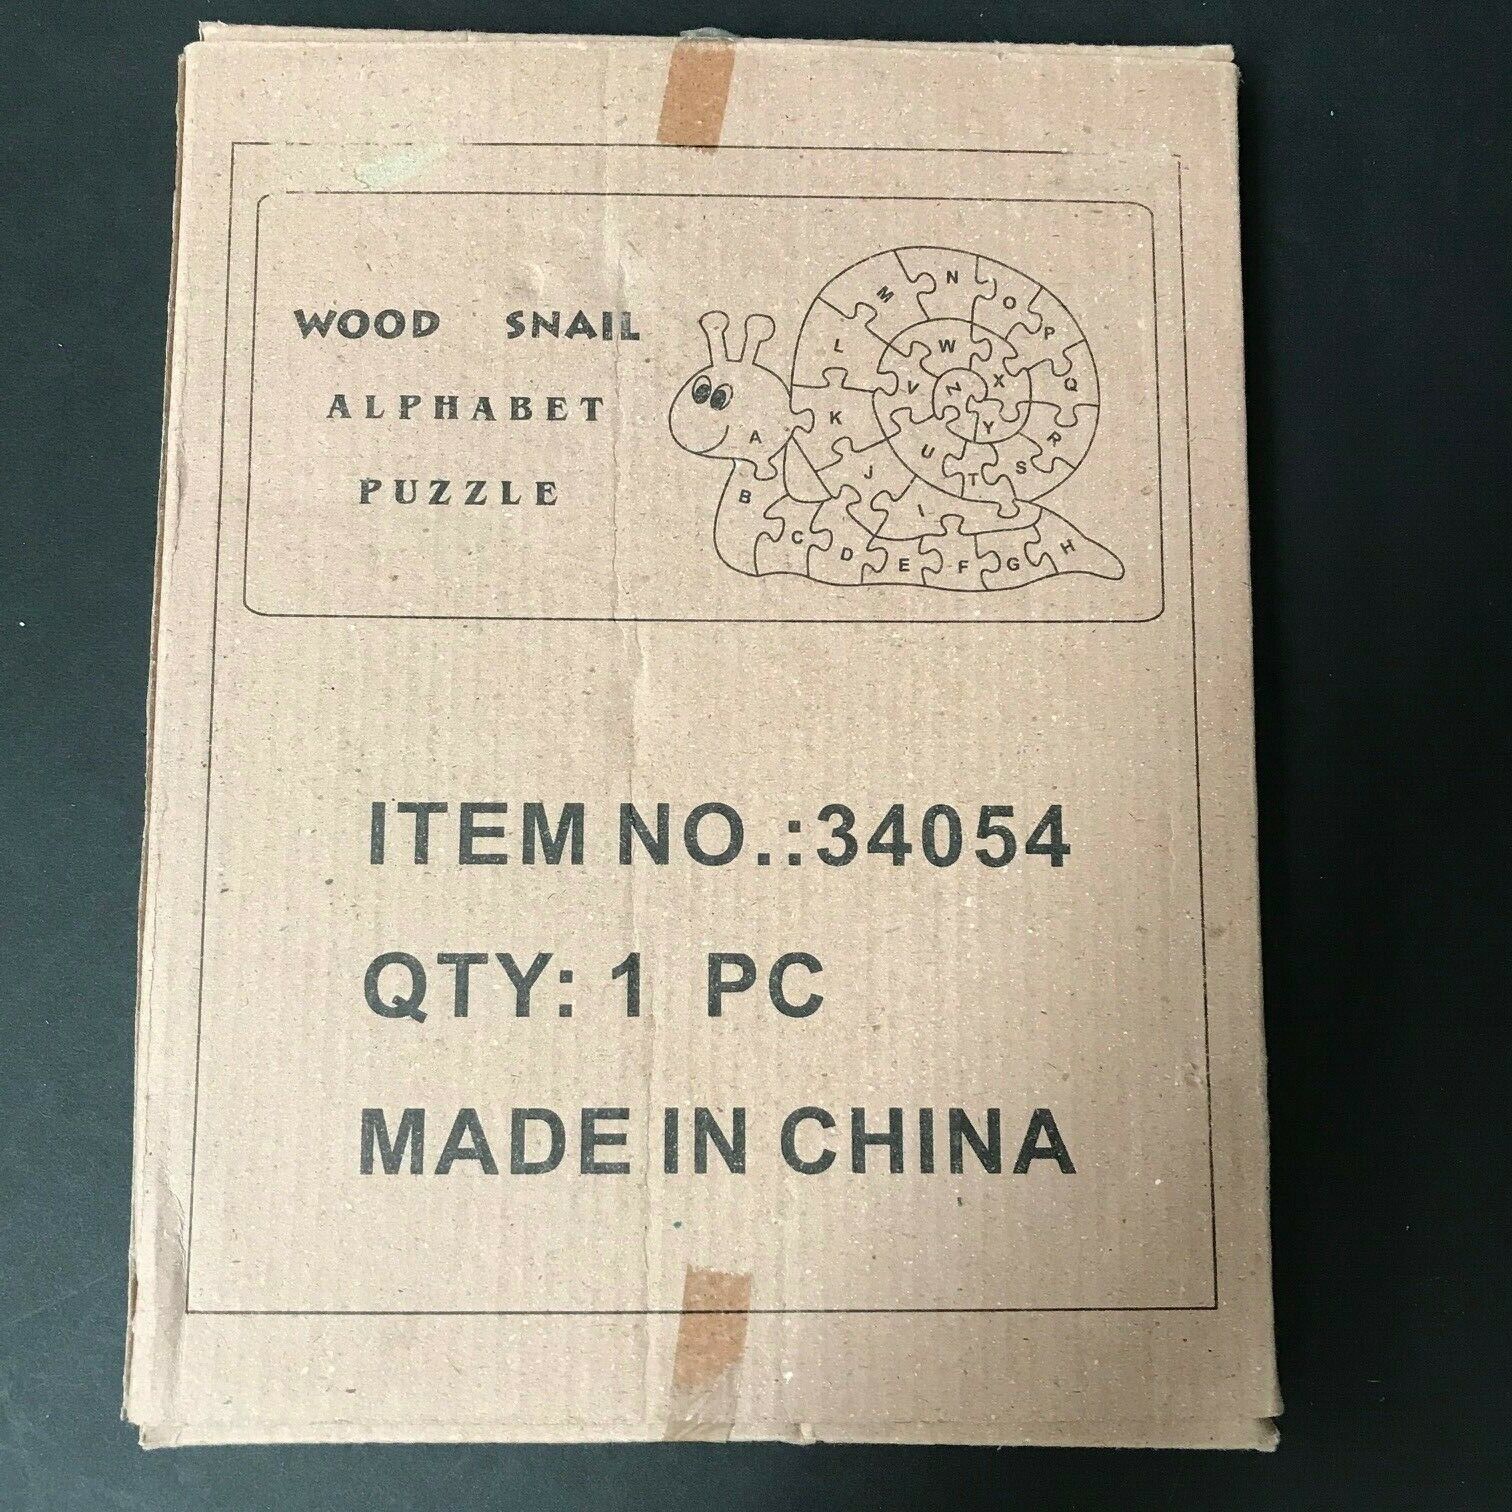 WOOD SNAIL
ALPHABET
PUZZLE
A
B
C
D
E
F
G
H
I
J
K
L
M
N
O
P
Q
R
S
T
U
V
W
X
Y
Z
ITEM NO.:34054
QTY: 1 PC
MADE IN CHINA